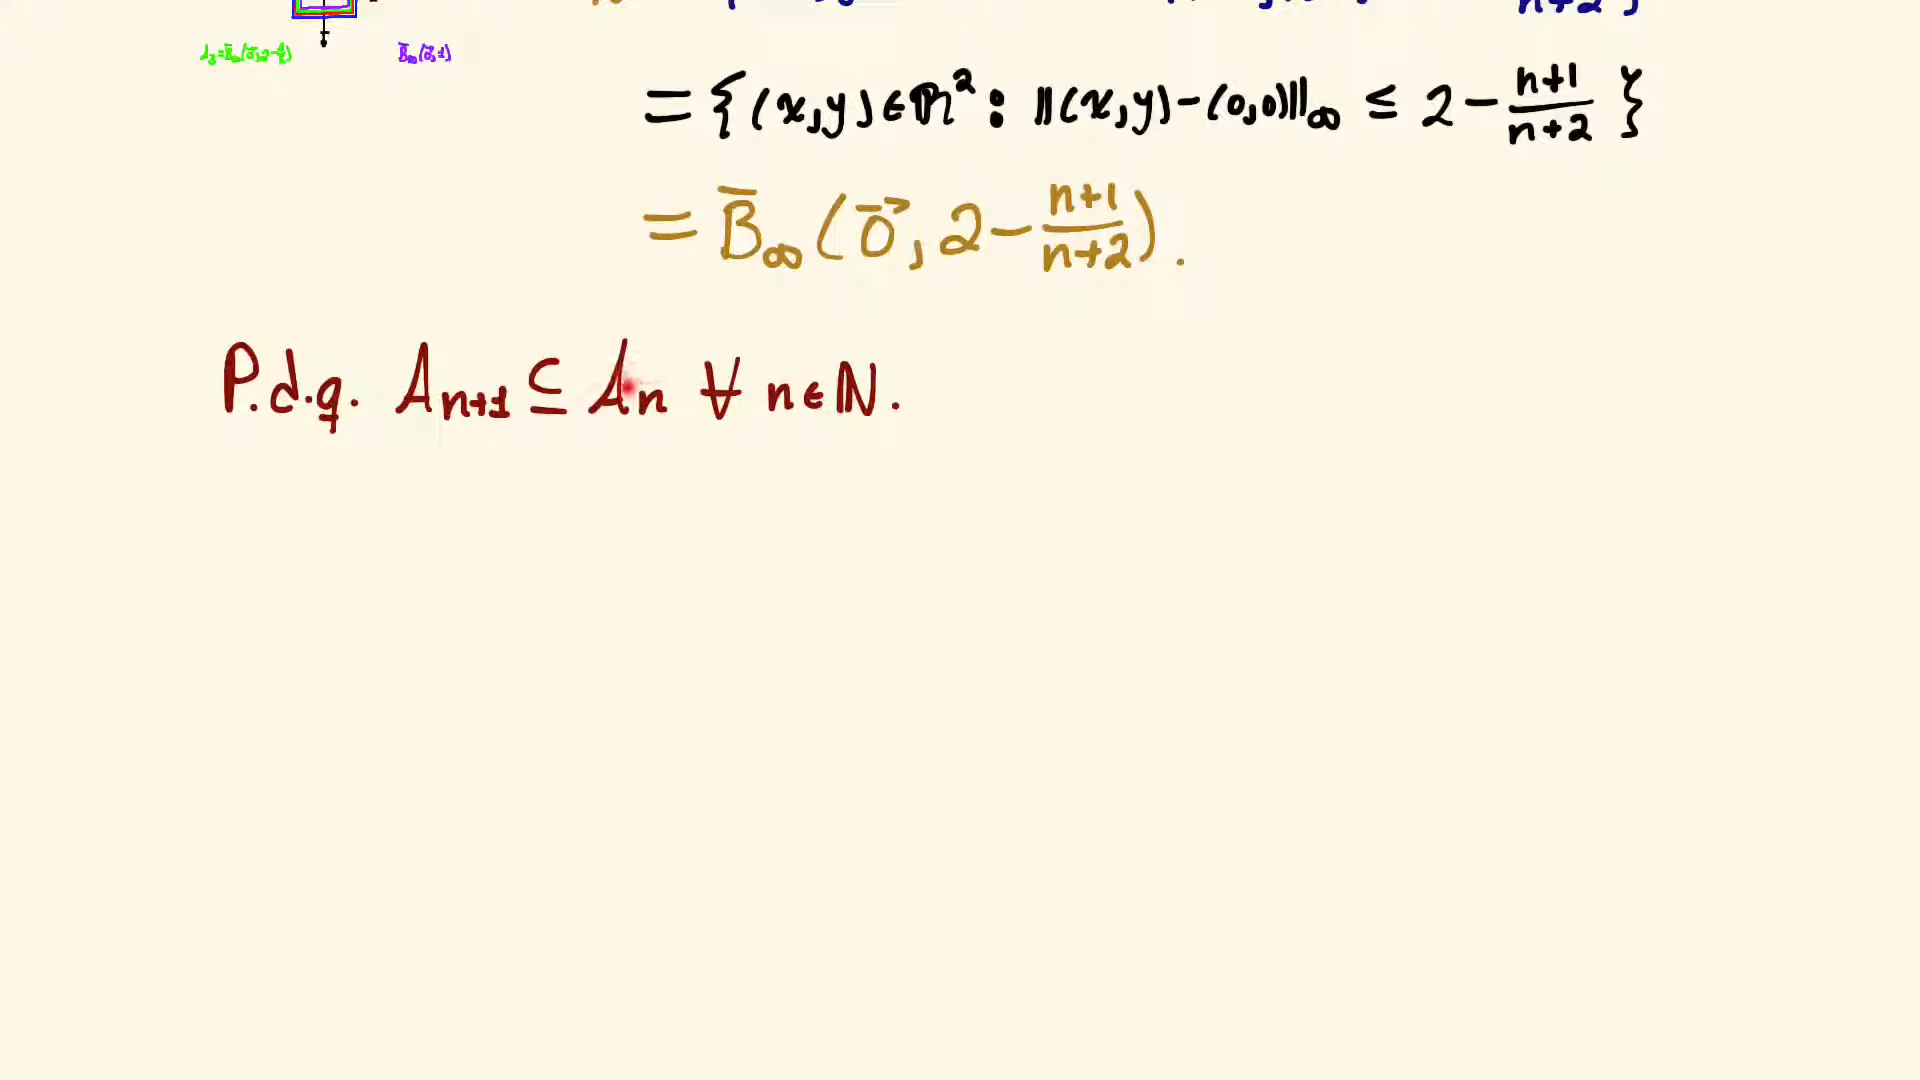 = {(x,y)∈ℝ²: ||(x,y)-(0,0)||∞ ≤ 2 - (n+1)/(n+2)}
= B̅∞(0⃗, 2 - (n+1)/(n+2)).
P.d.q. Aₙ₊₁ ⊆ Aₙ ∀ n∈ℕ.